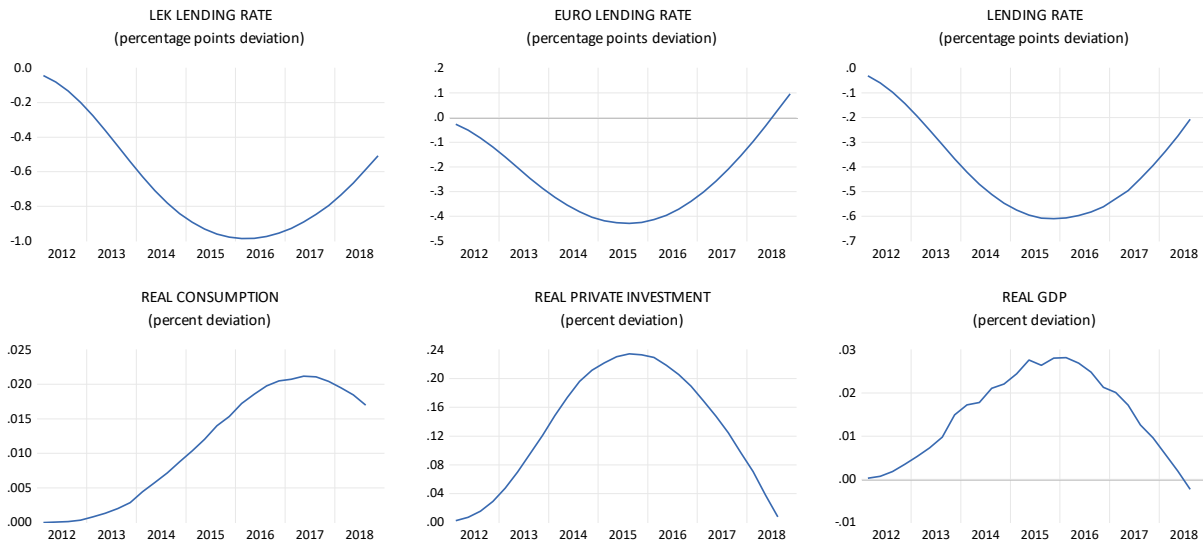 LEK LENDING RATE
(percentage points deviation)
0.0
-0.2
-0.4
-0.6
-0.8
-1.0
2012 2013 2014 2015 2016 2017 2018
EURO LENDING RATE
(percentage points deviation)
.2
.1
.0
-.1
-.2
-.3
-.4
-.5
2012 2013 2014 2015 2016 2017 2018
LENDING RATE
(percentage points deviation)
.0
-.1
-.2
-.3
-.4
-.5
-.6
-.7
2012 2013 2014 2015 2016 2017 2018
REAL CONSUMPTION
(percent deviation)
.025
.020
.015
.010
.005
.000
2012 2013 2014 2015 2016 2017 2018
REAL PRIVATE INVESTMENT
(percent deviation)
.24
.20
.16
.12
.08
.04
.00
2012 2013 2014 2015 2016 2017 2018
REAL GDP
(percent deviation)
.03
.02
.01
.00
-.01
2012 2013 2014 2015 2016 2017 2018